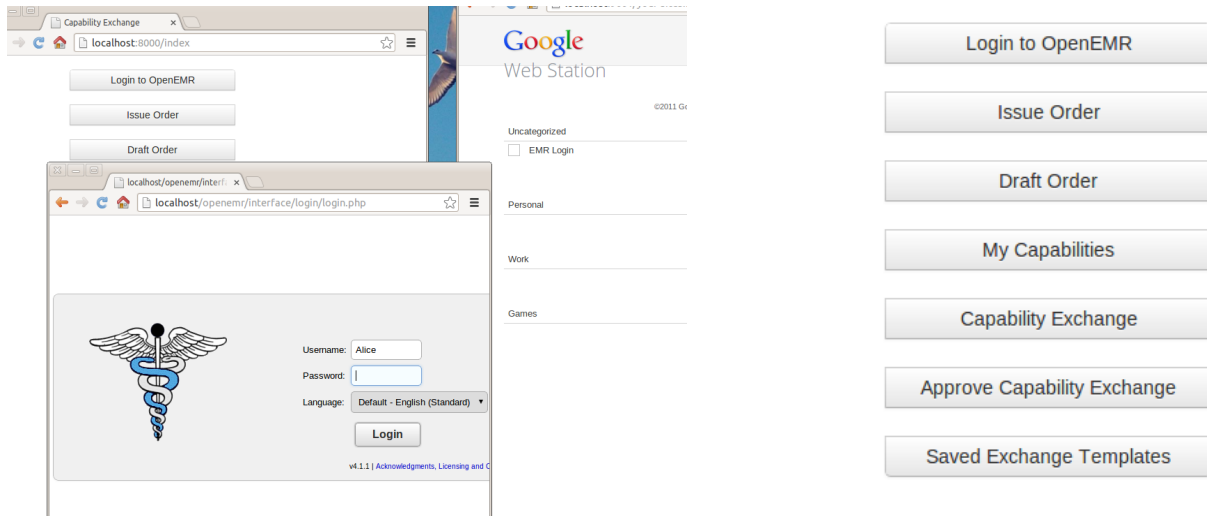 Capability Exchange
localhost:8000/index
Login to OpenEMR
Issue Order
Draft Order
localhost/openemr/interf
localhost/openemr/interface/login/login.php
Username: Alice
Password:
Language: Default - English (Standard)
Login
v4.1.1 | Acknowledgments, Licensing and
Google
Web Station
©2011
Uncategorized
EMR Login
Personal
Work
Games
Login to OpenEMR
Issue Order
Draft Order
My Capabilities
Capability Exchange
Approve Capability Exchange
Saved Exchange Templates